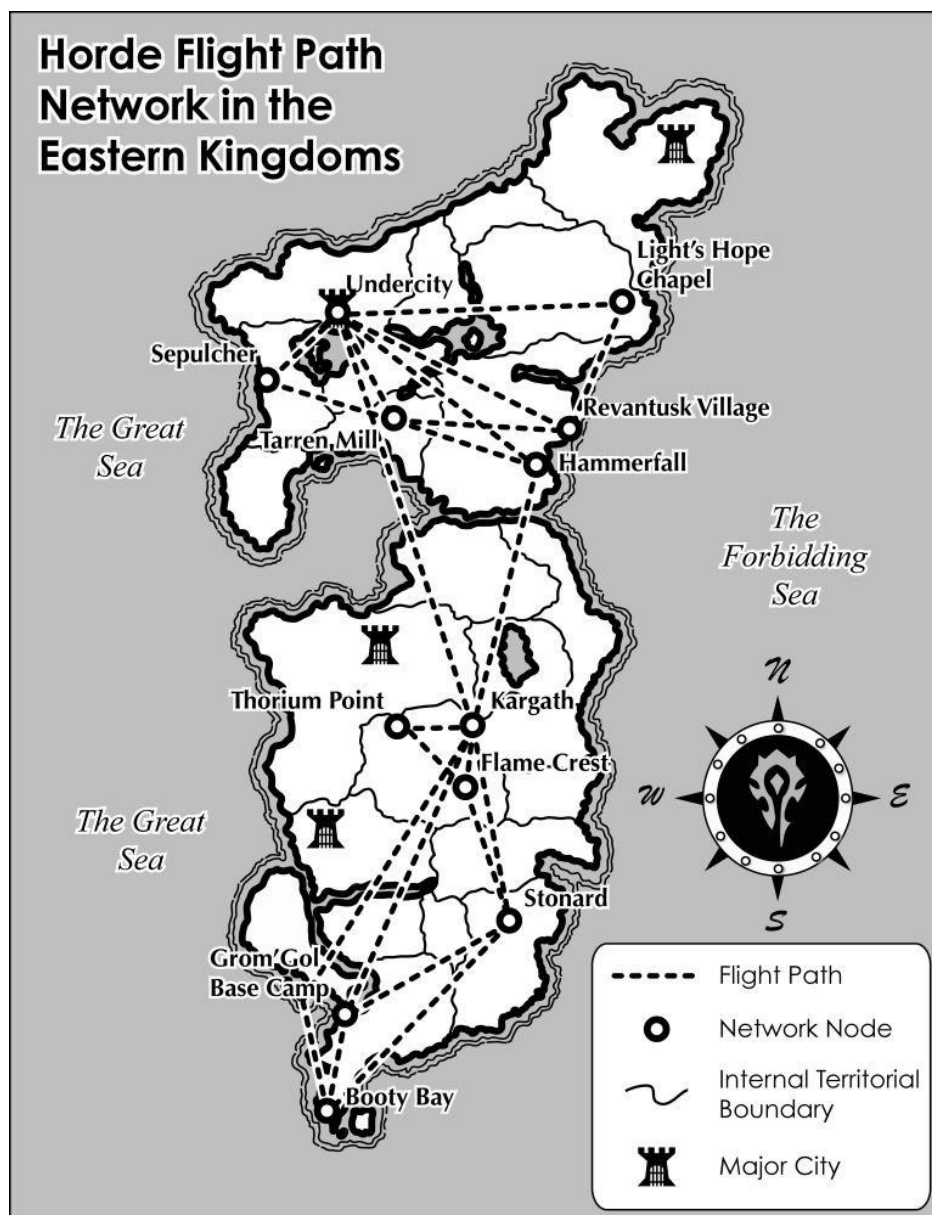 Horde Flight Path
Network in the
Eastern Kingdoms
Light's Hope
Chapel
Undercity
Sepulcher
Revantusk Village
The Great
Sea
Tarren Mill
Hammerfall
The
Forbidding
Sea
N
Thorium Point
Kargath
Flame Crest
W
E
The Great
Sea
S
Stonard
Grom'Gol
Base Camp
Booty Bay
Flight Path
Network Node
Internal Territorial
Boundary
Major City